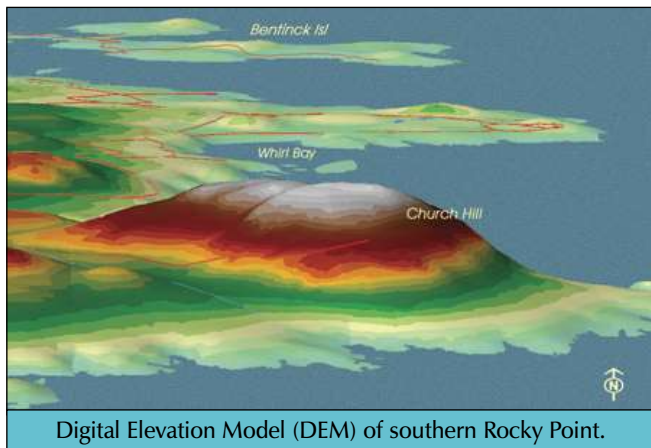 Bentinck Isl
Whirl Bay
Church Hill
N
Digital Elevation Model (DEM) of southern Rocky Point.